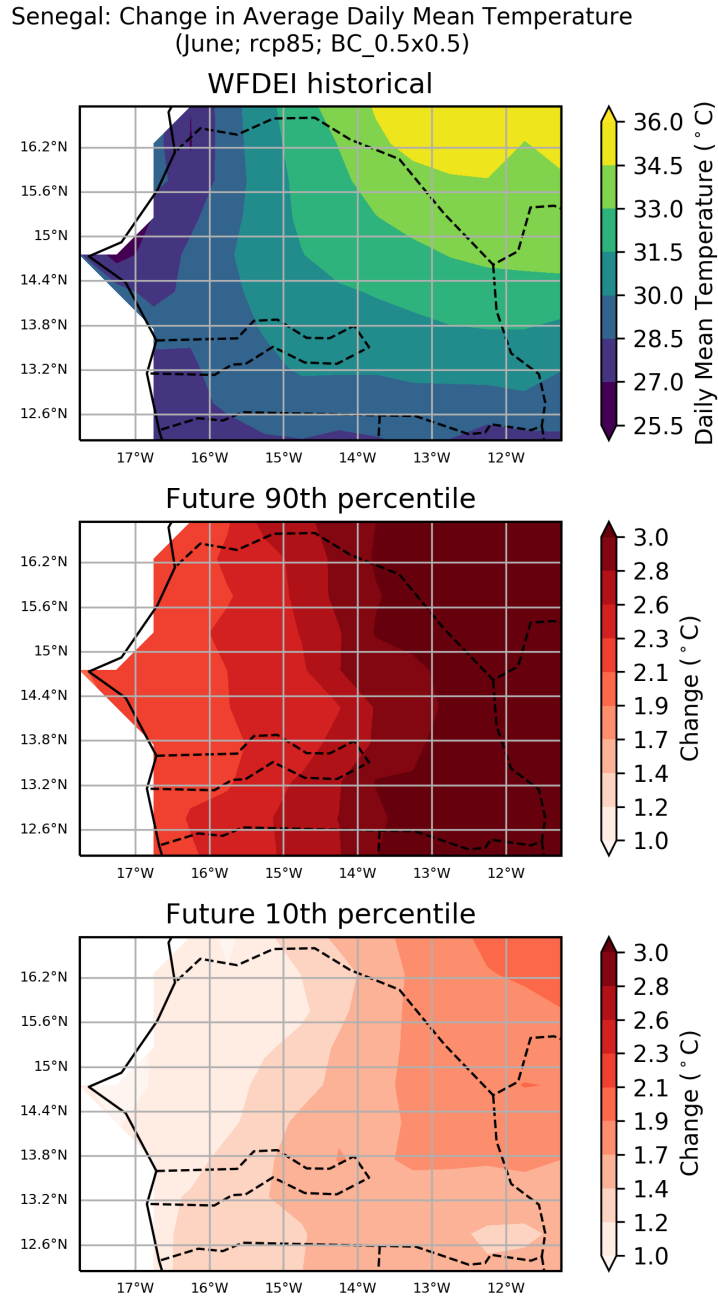 Senegal: Change in Average Daily Mean Temperature
(June; rcp85; BC_0.5x0.5)
WFDEI historical
16.2°N
15.6°N
15°N
14.4°N
13.8°N
13.2°N
12.6°N
17°W 16°W 15°W 14°W 13°W 12°W
36.0
34.5
33.0
31.5
30.0
28.5
27.0
25.5
Daily Mean Temperature (°C)
Future 90th percentile
16.2°N
15.6°N
15°N
14.4°N
13.8°N
13.2°N
12.6°N
17°W 16°W 15°W 14°W 13°W 12°W
3.0
2.8
2.6
2.3
2.1
1.9
1.7
1.4
1.2
1.0
Change (°C)
Future 10th percentile
16.2°N
15.6°N
15°N
14.4°N
13.8°N
13.2°N
12.6°N
17°W 16°W 15°W 14°W 13°W 12°W
3.0
2.8
2.6
2.3
2.1
1.9
1.7
1.4
1.2
1.0
Change (°C)